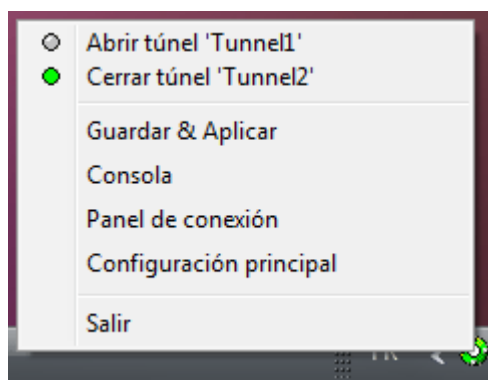 Abrir túnel 'Tunnel1'
Cerrar túnel 'Tunnel2'
Guardar & Aplicar
Consola
Panel de conexión
Configuración principal
Salir